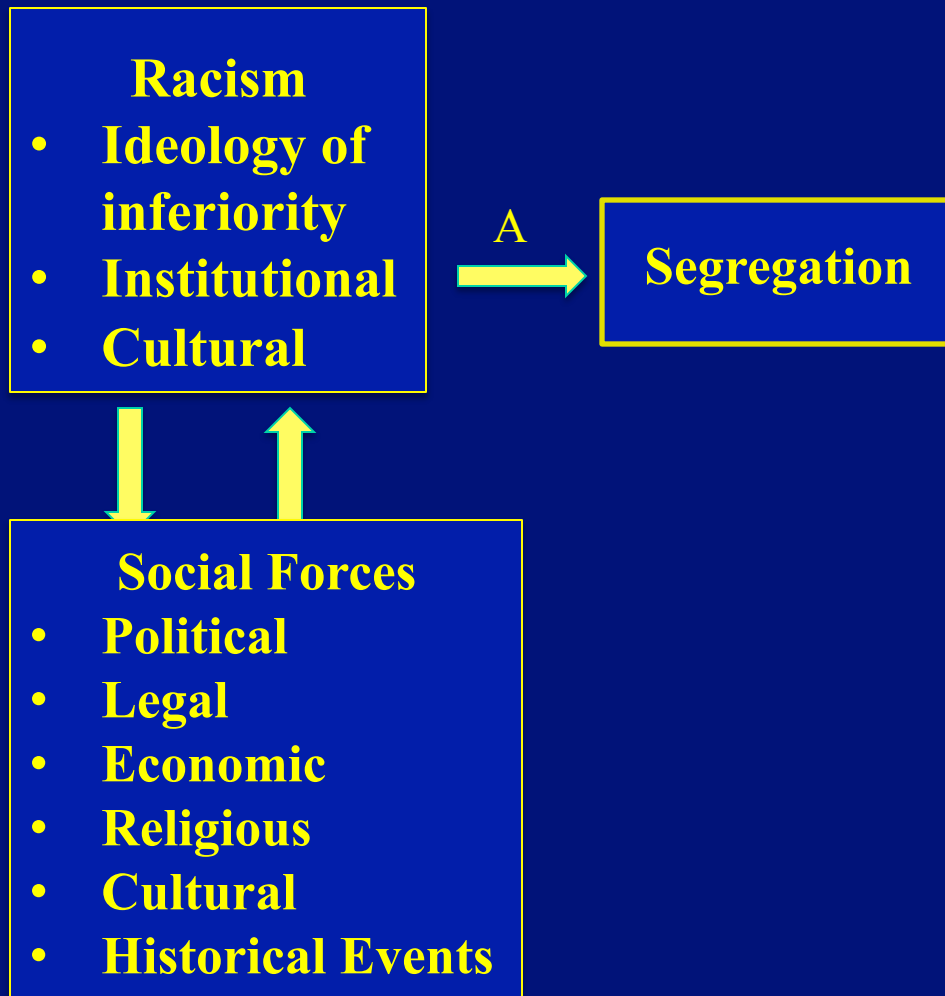 Racism
• Ideology of
inferiority
• Institutional
• Cultural
A
Segregation
Social Forces
• Political
• Legal
• Economic
• Religious
• Cultural
• Historical Events